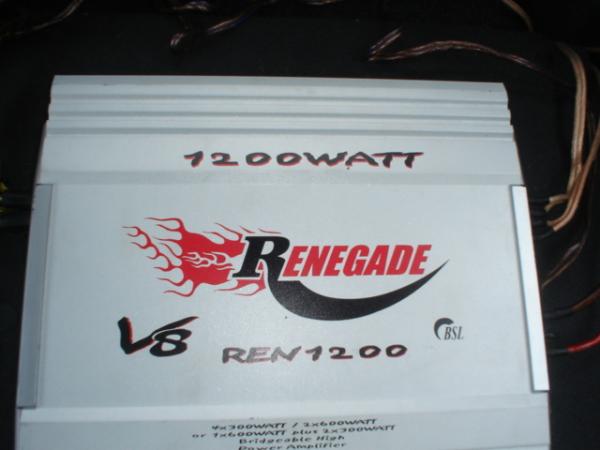 1200WATT
RENEGADE
V8
REN1200
BSL
4x300WATT / 2x600WATT
or 1x600WATT plus 2x300WATT
Bridgeable High
Power Amplifier